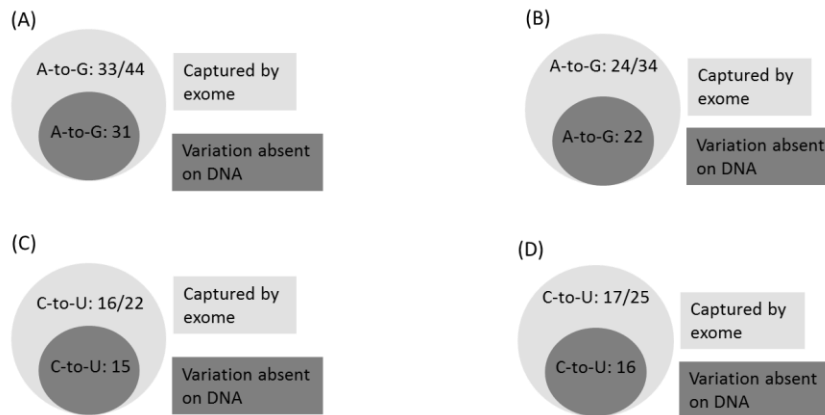 (A)
A-to-G: 33/44
A-to-G: 31
Captured by
exome
Variation absent
on DNA
(B)
A-to-G: 24/34
A-to-G: 22
Captured by
exome
Variation absent
on DNA
(C)
C-to-U: 16/22
C-to-U: 15
Captured by
exome
Variation absent
on DNA
(D)
C-to-U: 17/25
C-to-U: 16
Captured by
exome
Variation absent
on DNA